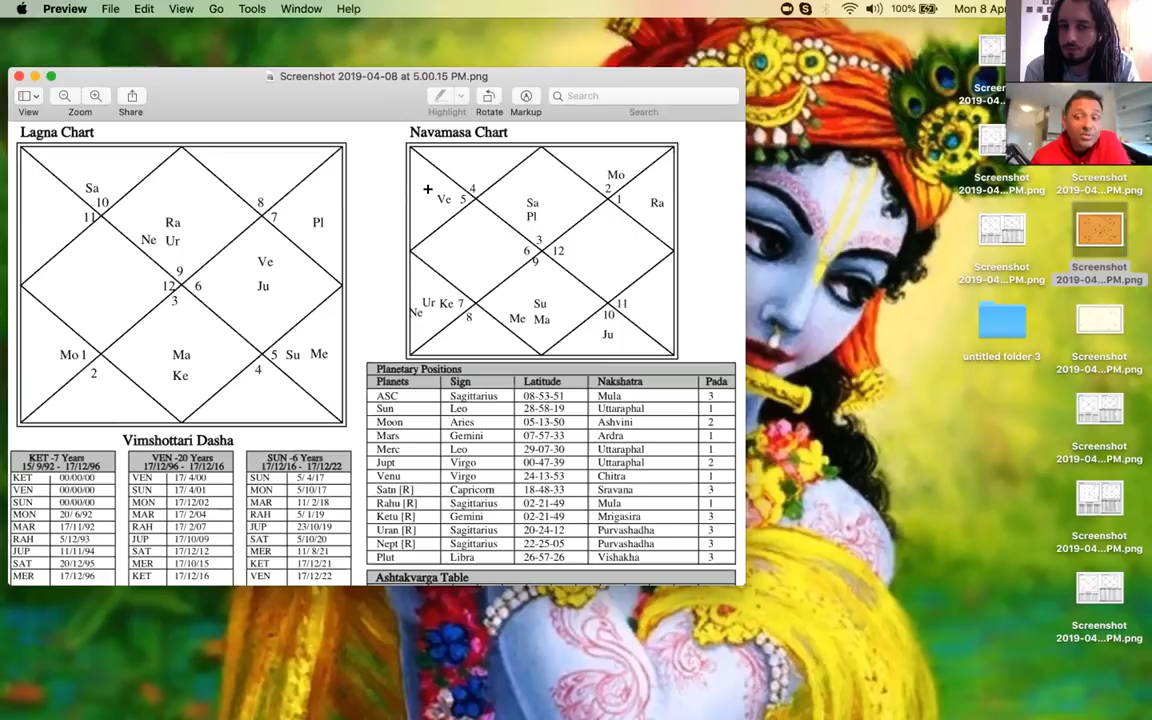 Preview File Edit View Go Tools Window Help 100% Mon 8 Apr
Screenshot 2019-04-08 at 5.00.15 PM.png
View Zoom Share Highlight Rotate Markup Search
Search
Lagna Chart
Sa
10
11
8
7
Pl
Ra
Ne Ur
Ve
9
12 6
3
Ju
Mo 1
2
Ma
Ke
5 Su Me
4
Navamasa Chart
Mo
4
2
Ve 5
1
Sa
Pl
Ra
3
6 12
9
Ur Ke 7
Ne
8
Su
Me Ma
11
10
Ju
Vimshottari Dasha
KET -7 Years
15/ 9/92 - 17/12/96
KET 00/00/00
VEN 00/00/00
SUN 00/00/00
MON 20/ 6/92
MAR 17/11/92
RAH 5/12/93
JUP 11/11/94
SAT 20/12/95
MER 17/12/96
VEN -20 Years
17/12/96 - 17/12/16
VEN 17/ 4/00
SUN 17/ 4/01
MON 17/12/02
MAR 17/ 2/04
RAH 17/ 2/07
JUP 17/10/09
SAT 17/12/12
MER 17/10/15
KET 17/12/16
SUN -6 Years
17/12/16 - 17/12/22
SUN 5/ 4/17
MON 5/10/17
MAR 11/ 2/18
RAH 5/ 1/19
JUP 23/10/19
SAT 5/10/20
MER 11/ 8/21
KET 17/12/21
VEN 17/12/22
Planetary Positions
Planets Sign Latitude Nakshatra Pada
ASC Sagittarius 08-53-51 Mula 3
Sun Leo 28-58-19 Uttaraphal 1
Moon Aries 05-13-50 Ashvini 2
Mars Gemini 07-57-33 Ardra 1
Merc Leo 29-07-30 Uttaraphal 1
Jupt Virgo 00-47-39 Uttaraphal 2
Venu Virgo 24-13-53 Chitra 1
Satn [R] Capricorn 18-48-33 Sravana 3
Rahu [R] Sagittarius 02-21-49 Mula 1
Ketu [R] Gemini 02-21-49 Mrigasira 3
Uran [R] Sagittarius 20-24-12 Purvashadha 3
Nept [R] Sagittarius 22-25-05 Purvashadha 3
Plut Libra 26-57-26 Vishakha 3
Ashtakvarga Table
Screen
2019-04..
Screenshot
2019-04...PM.png
Screenshot
2019-04...PM.png
Screenshot
2019-04...PM.png
Screenshot
2019-04...PM.png
untitled folder 3
Screenshot
2019-04...PM.png
Screenshot
2019-04...PM.png
Screenshot
2019-04...PM.png
Screenshot
2019-04...PM.png